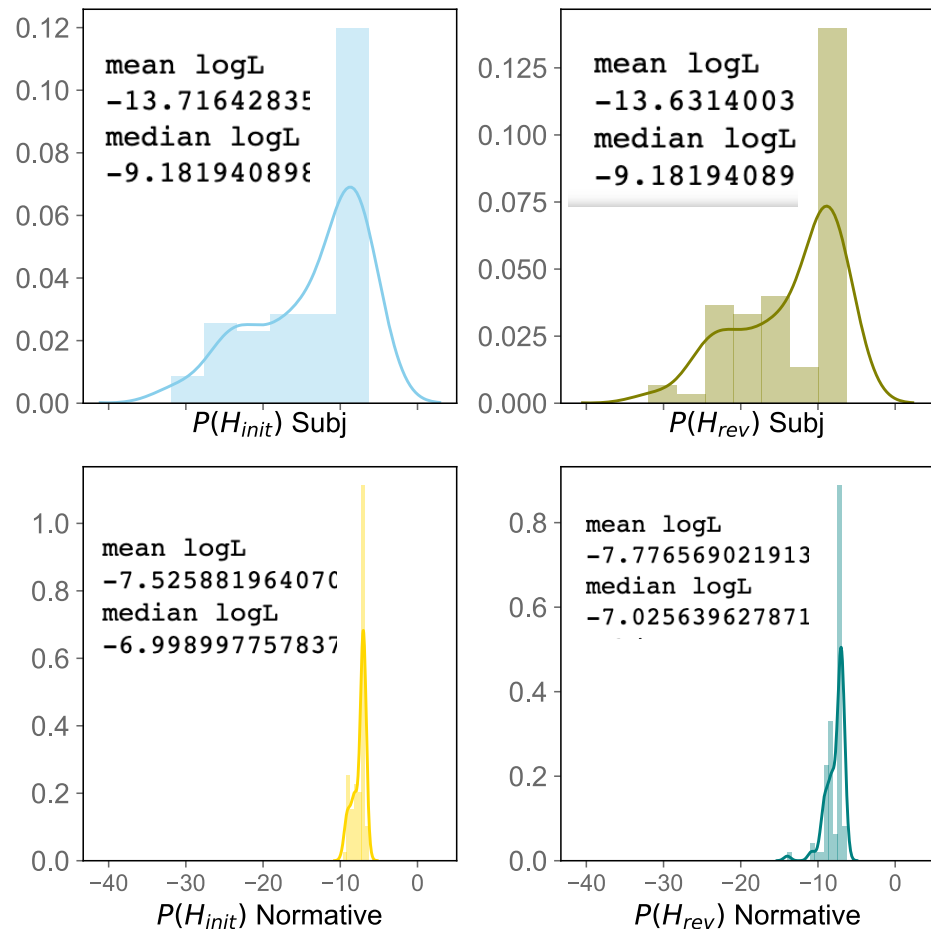 0.12
0.10
0.08
0.06
0.04
0.02
0.00
mean logL
-13.71642835
median logL
-9.181940898
P(H_init) Subj
0.125
0.100
0.075
0.050
0.025
0.000
mean logL
-13.6314003
median logL
-9.18194089
P(H_rev) Subj
1.0
0.8
0.6
0.4
0.2
0.0
mean logL
-7.525881964070
median logL
-6.998997757837
−40 −30 −20 −10 0
P(H_init) Normative
0.8
0.6
0.4
0.2
0.0
mean logL
-7.776569021913
median logL
-7.025639627871
−40 −30 −20 −10 0
P(H_rev) Normative